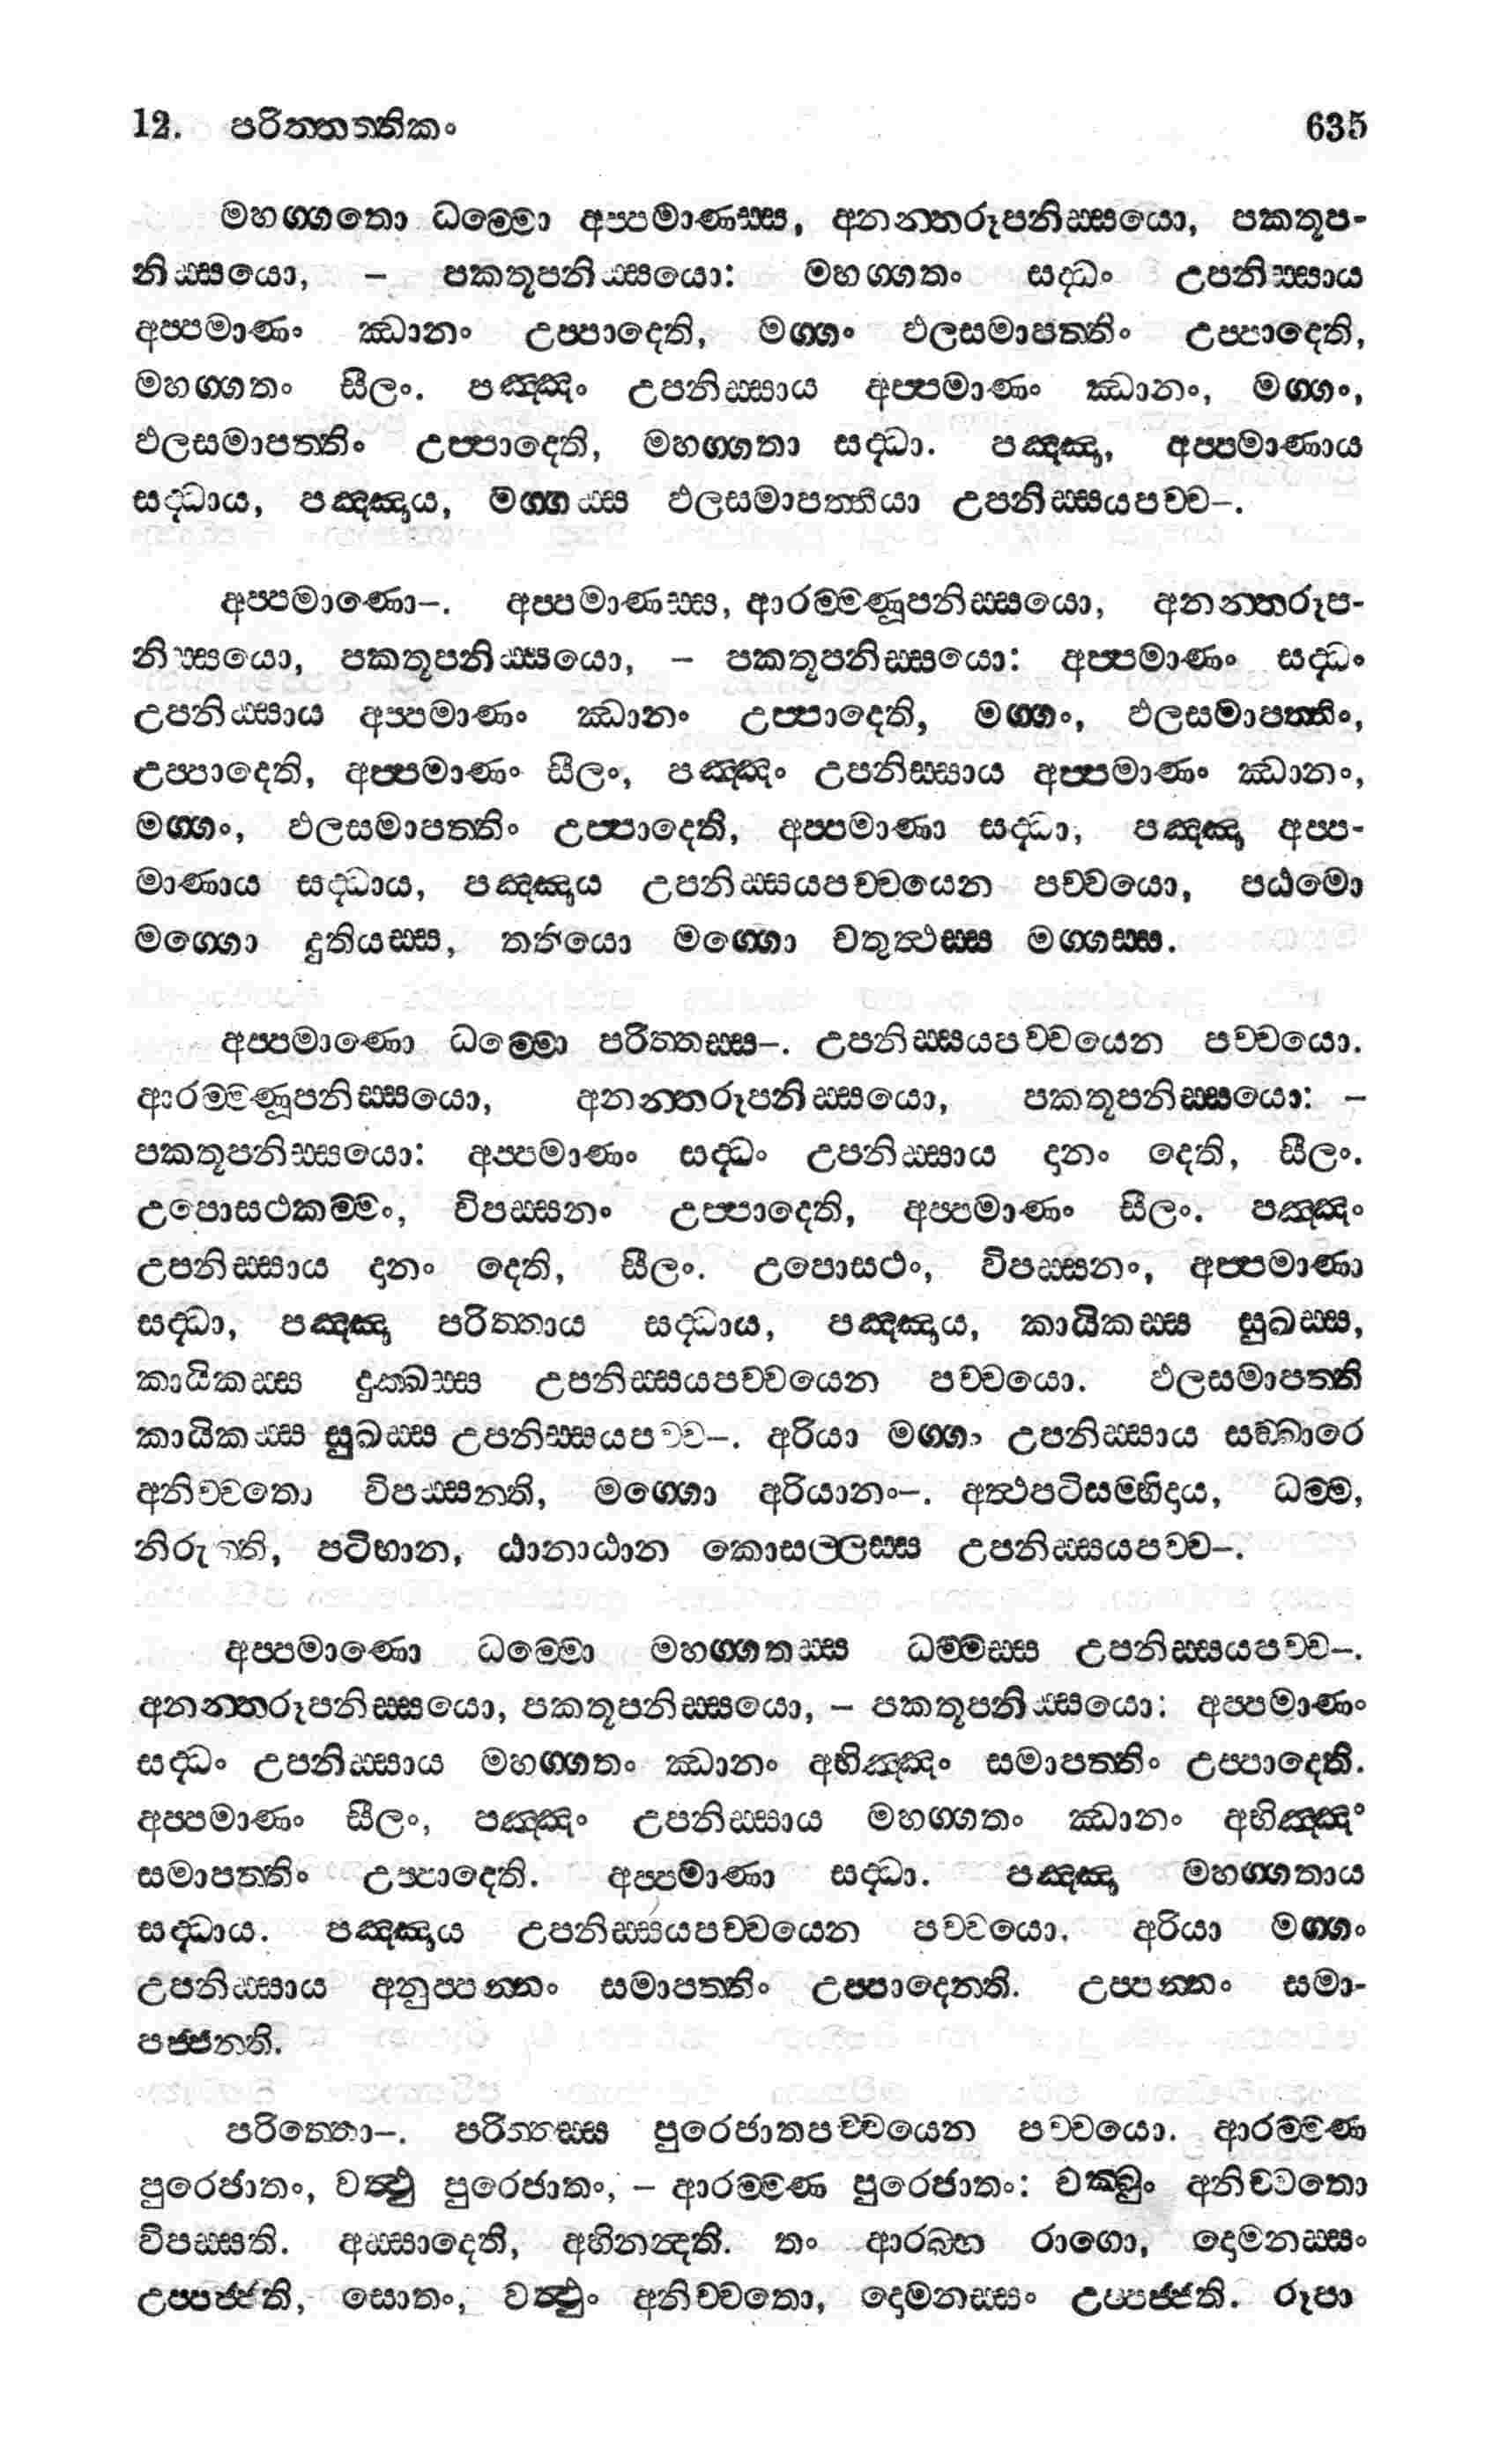 12. පරිත්තත්තිකං 635
මහග්ගතො ධම්මො අප්පමාණස්ස, අනන්තරූපනිස්සයො, පකතූප-
නිස්සයො, – පකතූපනිස්සයො: මහග්ගතං සද්ධං උපනිස්සාය
අප්පමාණං ඣානං උප්පාදෙති, මග්ගං ඵලසමාපත්තිං උප්පාදෙති,
මහග්ගතං සීලං. පඤ්ඤං උපනිස්සාය අප්පමාණං ඣානං, මග්ගං,
ඵලසමාපත්තිං උප්පාදෙති, මහග්ගතා සද්ධා. පඤ්ඤා, අප්පමාණාය
සද්ධාය, පඤ්ඤාය, මග්ගස්ස ඵලසමාපත්තියා උපනිස්සයපච්ච–.
අප්පමාණො–. අප්පමාණස්ස, ආරම්මණූපනිස්සයො, අනන්තරූප-
නිස්සයො, පකතූපනිස්සයො, – පකතූපනිස්සයො: අප්පමාණං සද්ධං
උපනිස්සාය අප්පමාණං ඣානං උප්පාදෙති, මග්ගං, ඵලසමාපත්තිං,
උප්පාදෙති, අප්පමාණං සීලං, පඤ්ඤං උපනිස්සාය අප්පමාණං ඣානං,
මග්ගං, ඵලසමාපත්තිං උප්පාදෙති, අප්පමාණා සද්ධා, පඤ්ඤා අප්ප-
මාණාය සද්ධාය, පඤ්ඤාය උපනිස්සයපච්චයෙන පච්චයො, පඨමො
මග්ගො දුතියස්ස, තතියො මග්ගො චතුත්ථස්ස මග්ගස්ස.
අප්පමාණො ධම්මො පරිත්තස්ස–. උපනිස්සයපච්චයෙන පච්චයො.
ආරම්මණූපනිස්සයො, අනන්තරූපනිස්සයො, පකතූපනිස්සයො: –
පකතූපනිස්සයො: අප්පමාණං සද්ධං උපනිස්සාය දානං දෙති, සීලං.
උපොසථකම්මං, විපස්සනං උප්පාදෙති, අප්පමාණං සීලං. පඤ්ඤං
උපනිස්සාය දානං දෙති, සීලං. උපොසථං, විපස්සනං, අප්පමාණා
සද්ධා, පඤ්ඤා පරිත්තාය සද්ධාය, පඤ්ඤාය, කායිකස්ස සුඛස්ස,
කායිකස්ස දුක්ඛස්ස උපනිස්සයපච්චයෙන පච්චයො. ඵලසමාපත්ති
කායිකස්ස සුඛස්ස උපනිස්සයපච්ච–. අරියා මග්ගං උපනිස්සාය සඞ්ඛාරෙ
අනිච්චතො විපස්සන්ති, මග්ගො අරියානං–. අත්ථපටිසම්භිදාය, ධම්ම,
නිරුත්ති, පටිභාන, ඨානාඨාන කොසල්ලස්ස උපනිස්සයපච්ච–.
අප්පමාණො ධම්මො මහග්ගතස්ස ධම්මස්ස උපනිස්සයපච්ච–.
අනන්තරූපනිස්සයො, පකතූපනිස්සයො, – පකතූපනිස්සයො: අප්පමාණං
සද්ධං උපනිස්සාය මහග්ගතං ඣානං අභිඤ්ඤං සමාපත්තිං උප්පාදෙති.
අප්පමාණං සීලං, පඤ්ඤං උපනිස්සාය මහග්ගතං ඣානං අභිඤ්ඤං
සමාපත්තිං උප්පාදෙති. අප්පමාණා සද්ධා. පඤ්ඤා මහග්ගතාය
සද්ධාය. පඤ්ඤාය උපනිස්සයපච්චයෙන පච්චයො. අරියා මග්ගං
උපනිස්සාය අනුප්පන්නං සමාපත්තිං උප්පාදෙන්ති. උප්පන්නං සමා-
පජ්ජන්ති.
පරිත්තො–. පරිත්තස්ස පුරෙජාතපච්චයෙන පච්චයො. ආරම්මණ
පුරෙජාතං, වත්ථු පුරෙජාතං, – ආරම්මණ පුරෙජාතං: චක්ඛුං අනිච්චතො
විපස්සති. අස්සාදෙති, අභිනන්දති. තං ආරබ්භ රාගො, දොමනස්සං
උප්පජ්ජති, සොතං, වත්ථුං අනිච්චතො, දොමනස්සං උප්පජ්ජති. රූපා